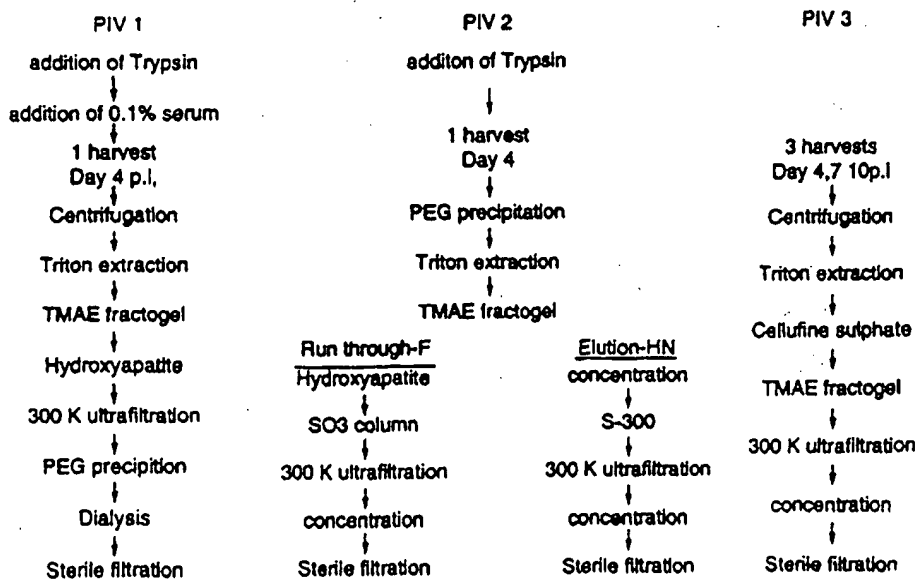 PIV 1
addition of Trypsin
addition of 0.1% serum
1 harvest
Day 4 p.i,
Centrifugation
Triton extraction
TMAE fractogel
Hydroxyapatite
300 K ultrafiltration
PEG precipition
Dialysis
Sterile filtration
PIV 2
additon of Trypsin
1 harvest
Day 4
PEG precipitation
Triton extraction
TMAE fractogel
Run through-F
Hydroxyapatite
SO3 column
300 K ultrafiltration
concentration
Sterile filtration
Elution-HN
concentration
S-300
300 K ultrafiltration
concentration
Sterile filtration
PIV 3
3 harvests
Day 4,7 10p.i
Centrifugation
Triton extraction
Cellufine sulphate
TMAE fractogel
300 K ultrafiltration
concentration
Sterile filtration